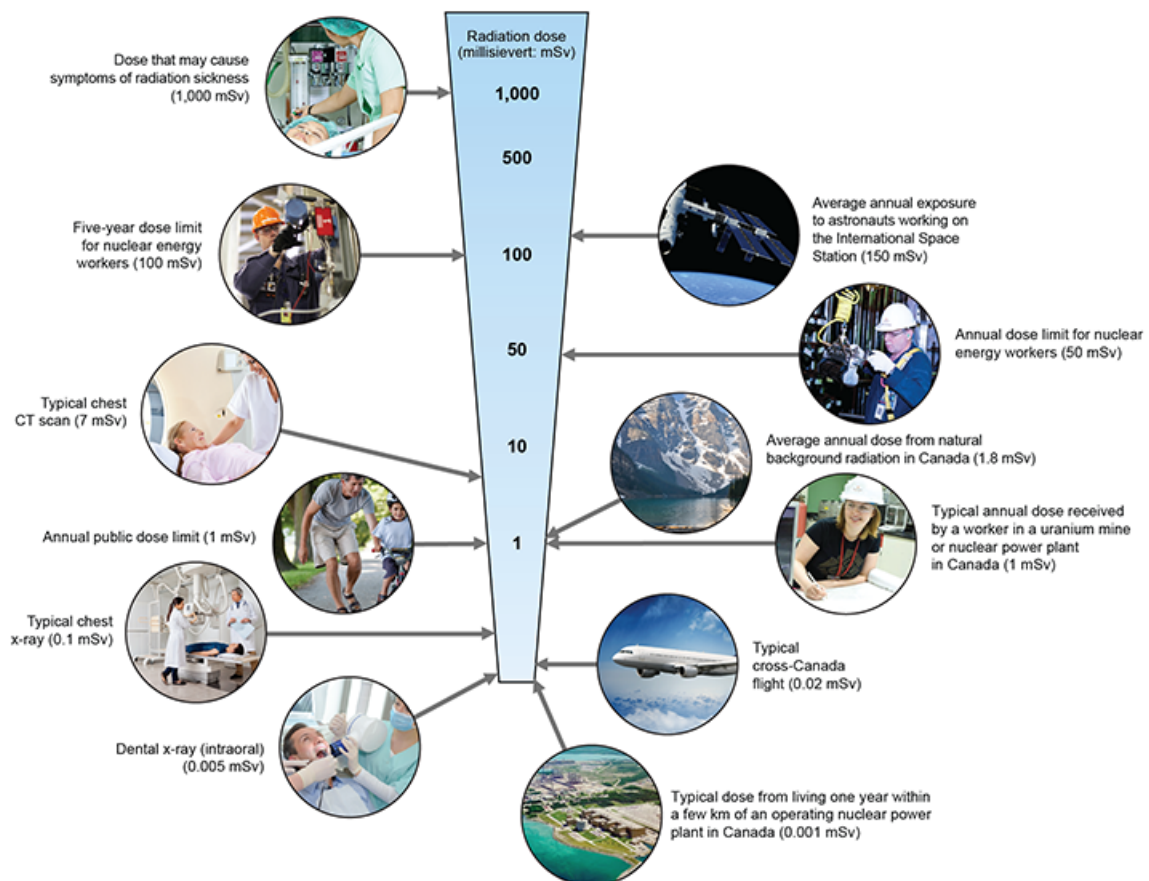 Radiation dose
(millisievert: mSv)
1,000
500
100
50
10
1
Dose that may cause
symptoms of radiation sickness
(1,000 mSv)
Five-year dose limit
for nuclear energy
workers (100 mSv)
Average annual exposure
to astronauts working on
the International Space
Station (150 mSv)
Annual dose limit for nuclear
energy workers (50 mSv)
Typical chest
CT scan (7 mSv)
Average annual dose from natural
background radiation in Canada (1.8 mSv)
Annual public dose limit (1 mSv)
Typical annual dose received
by a worker in a uranium mine
or nuclear power plant
in Canada (1 mSv)
Typical chest
x-ray (0.1 mSv)
Typical
cross-Canada
flight (0.02 mSv)
Dental x-ray (intraoral)
(0.005 mSv)
Typical dose from living one year within
a few km of an operating nuclear power
plant in Canada (0.001 mSv)